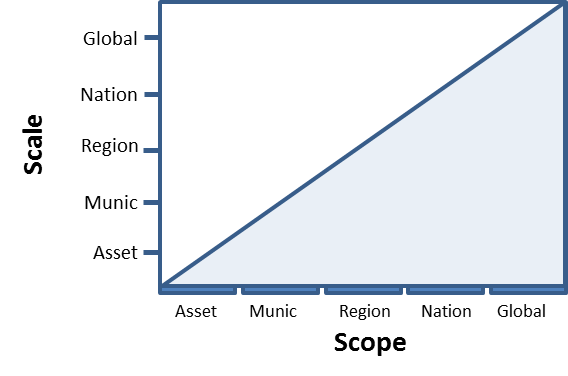 Scale
Global
Nation
Region
Munic
Asset
Asset Munic Region Nation Global
Scope